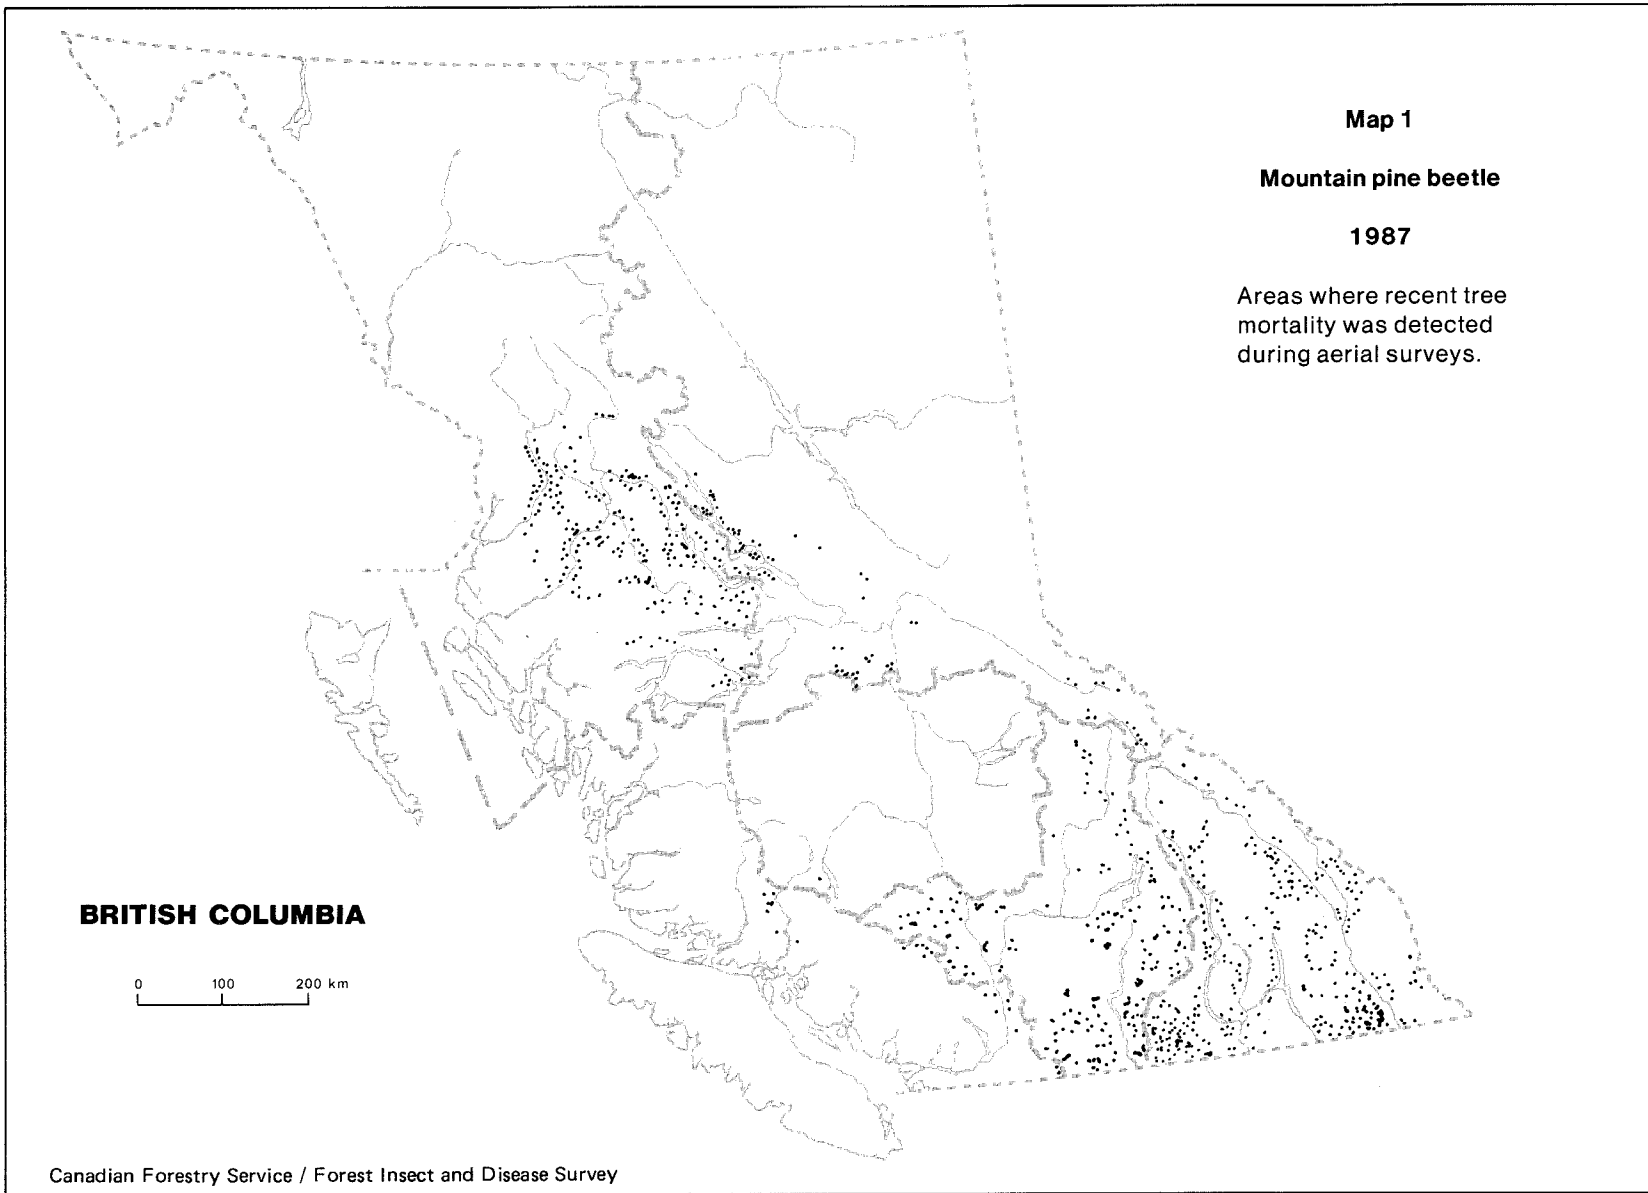 Map 1
Mountain pine beetle
1987
Areas where recent tree
mortality was detected
during aerial surveys.
BRITISH COLUMBIA
0 100 200 km
Canadian Forestry Service / Forest Insect and Disease Survey